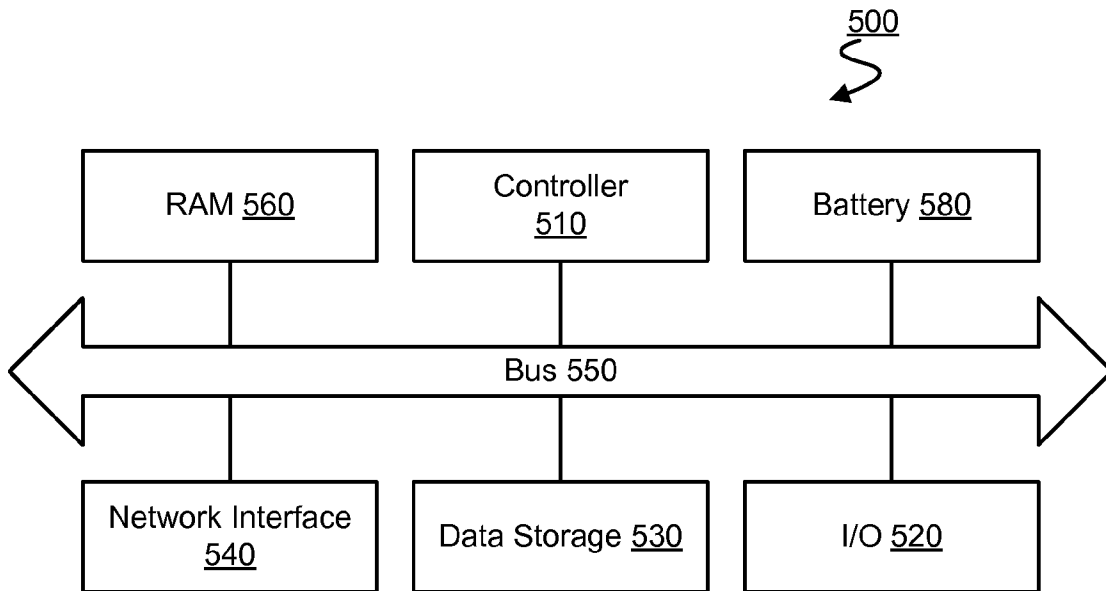 500
RAM 560
Controller
510
Battery 580
Bus 550
Network Interface
540
Data Storage 530
I/O 520